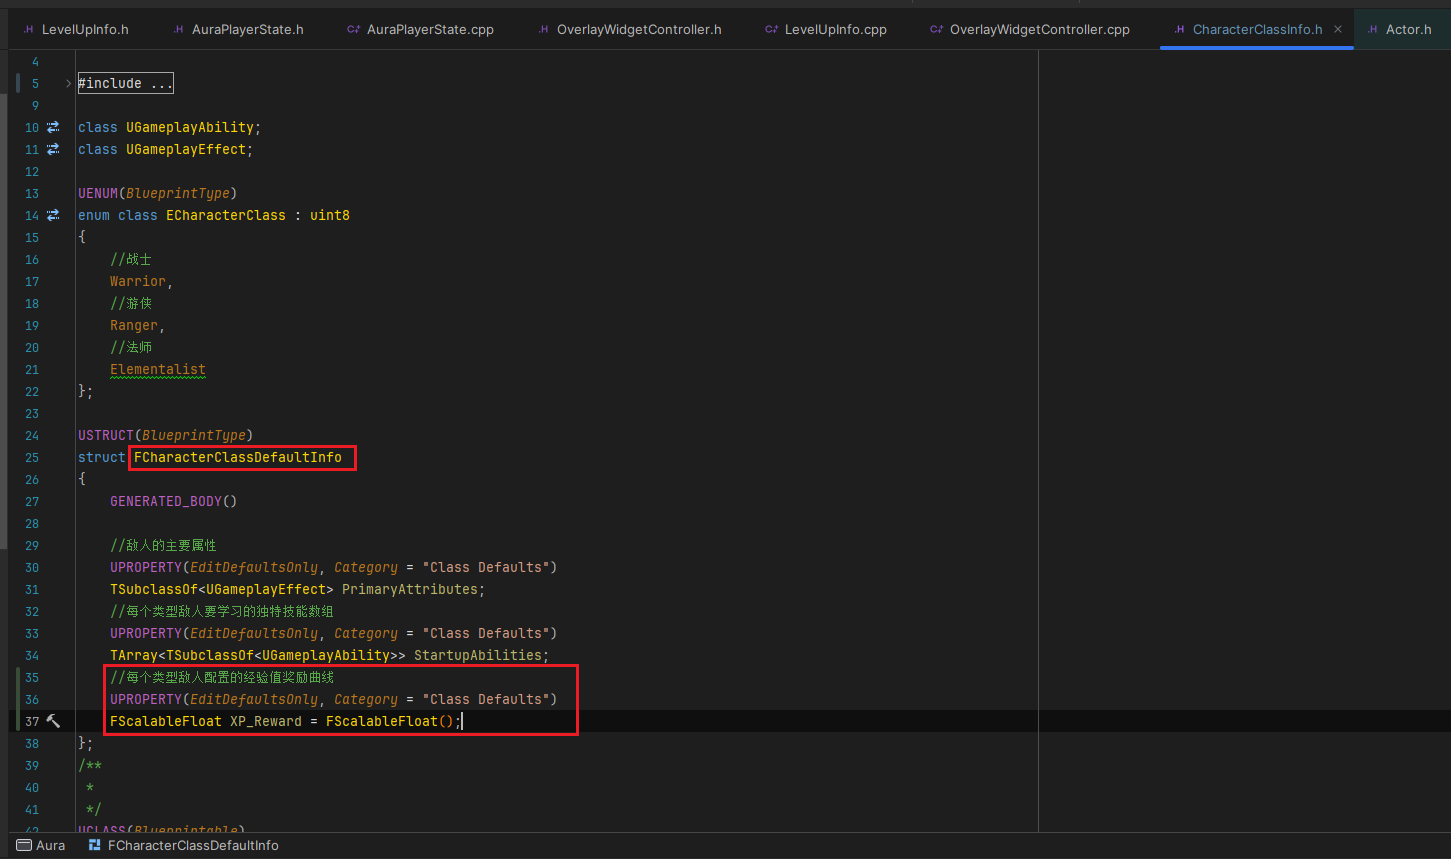 LevelUpInfo.h AuraPlayerState.h AuraPlayerState.cpp OverlayWidgetController.h LevelUpInfo.cpp OverlayWidgetController.cpp CharacterClassInfo.h Actor.h
4
5 #include ...
9
10 class UGameplayAbility;
11 class UGameplayEffect;
12
13 UENUM(BlueprintType)
14 enum class ECharacterClass : uint8
15 {
16 //战士
17 Warrior,
18 //游侠
19 Ranger,
20 //法师
21 Elementalist
22 };
23
24 USTRUCT(BlueprintType)
25 struct FCharacterClassDefaultInfo
26 {
27 GENERATED_BODY()
28
29 //敌人的主要属性
30 UPROPERTY(EditDefaultsOnly, Category = "Class Defaults")
31 TSubclassOf<UGameplayEffect> PrimaryAttributes;
32 //每个类型敌人要学习的独特技能数组
33 UPROPERTY(EditDefaultsOnly, Category = "Class Defaults")
34 TArray<TSubclassOf<UGameplayAbility>> StartupAbilities;
35 //每个类型敌人配置的经验值奖励曲线
36 UPROPERTY(EditDefaultsOnly, Category = "Class Defaults")
37 FScalableFloat XP_Reward = FScalableFloat();
38 };
39 /**
40 *
41 */
42 UCLASS(Blueprintable)
Aura FCharacterClassDefaultInfo